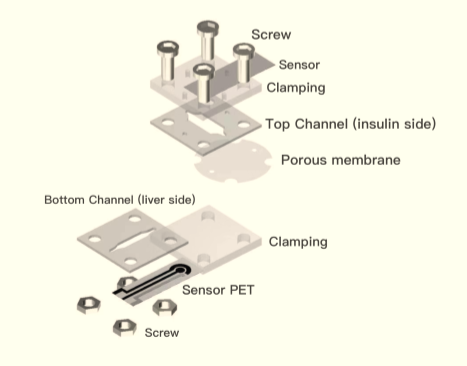 Screw
Sensor
Clamping
Top Channel (insulin side)
Porous membrane
Bottom Channel (liver side)
Clamping
Sensor PET
Screw